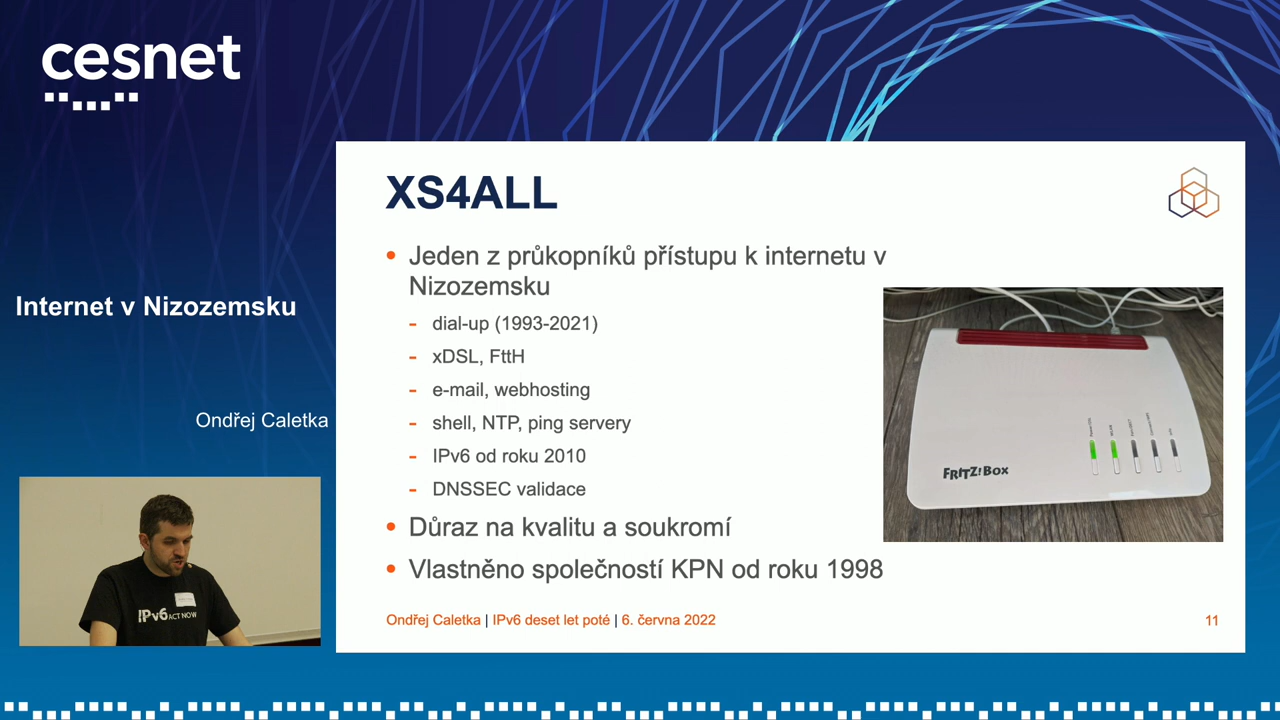 cesnet
XS4ALL
• Jeden z průkopníků přístupu k internetu v
Nizozemsku
- dial-up (1993-2021)
- xDSL, FttH
- e-mail, webhosting
- shell, NTP, ping servery
- IPv6 od roku 2010
- DNSSEC validace
• Důraz na kvalitu a soukromí
• Vlastněno společností KPN od roku 1998
FRITZ!Box
Ondřej Caletka | IPv6 deset let poté | 6. června 2022
11
Internet v Nizozemsku
Ondřej Caletka
IPv6 ACT NOW